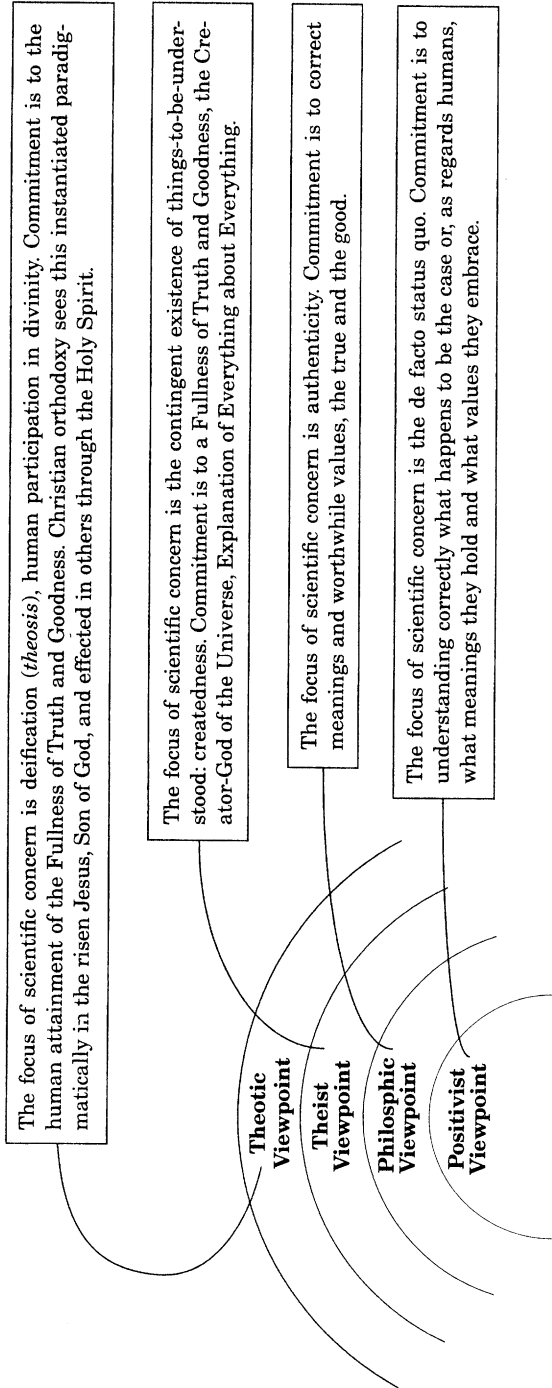 The focus of scientific concern is deification (theosis), human participation in divinity. Commitment is to the
human attainment of the Fullness of Truth and Goodness. Christian orthodoxy sees this instantiated paradig-
matically in the risen Jesus, Son of God, and effected in others through the Holy Spirit.
The focus of scientific concern is the contingent existence of things-to-be-under-
stood: createdness. Commitment is to a Fullness of Truth and Goodness, the Cre-
ator-God of the Universe, Explanation of Everything about Everything.
The focus of scientific concern is authenticity. Commitment is to correct
meanings and worthwhile values, the true and the good.
The focus of scientific concern is the de facto status quo. Commitment is to
understanding correctly what happens to be the case or, as regards humans,
what meanings they hold and what values they embrace.
Theotic
Viewpoint
Theist
Viewpoint
Philosphic
Viewpoint
Positivist
Viewpoint